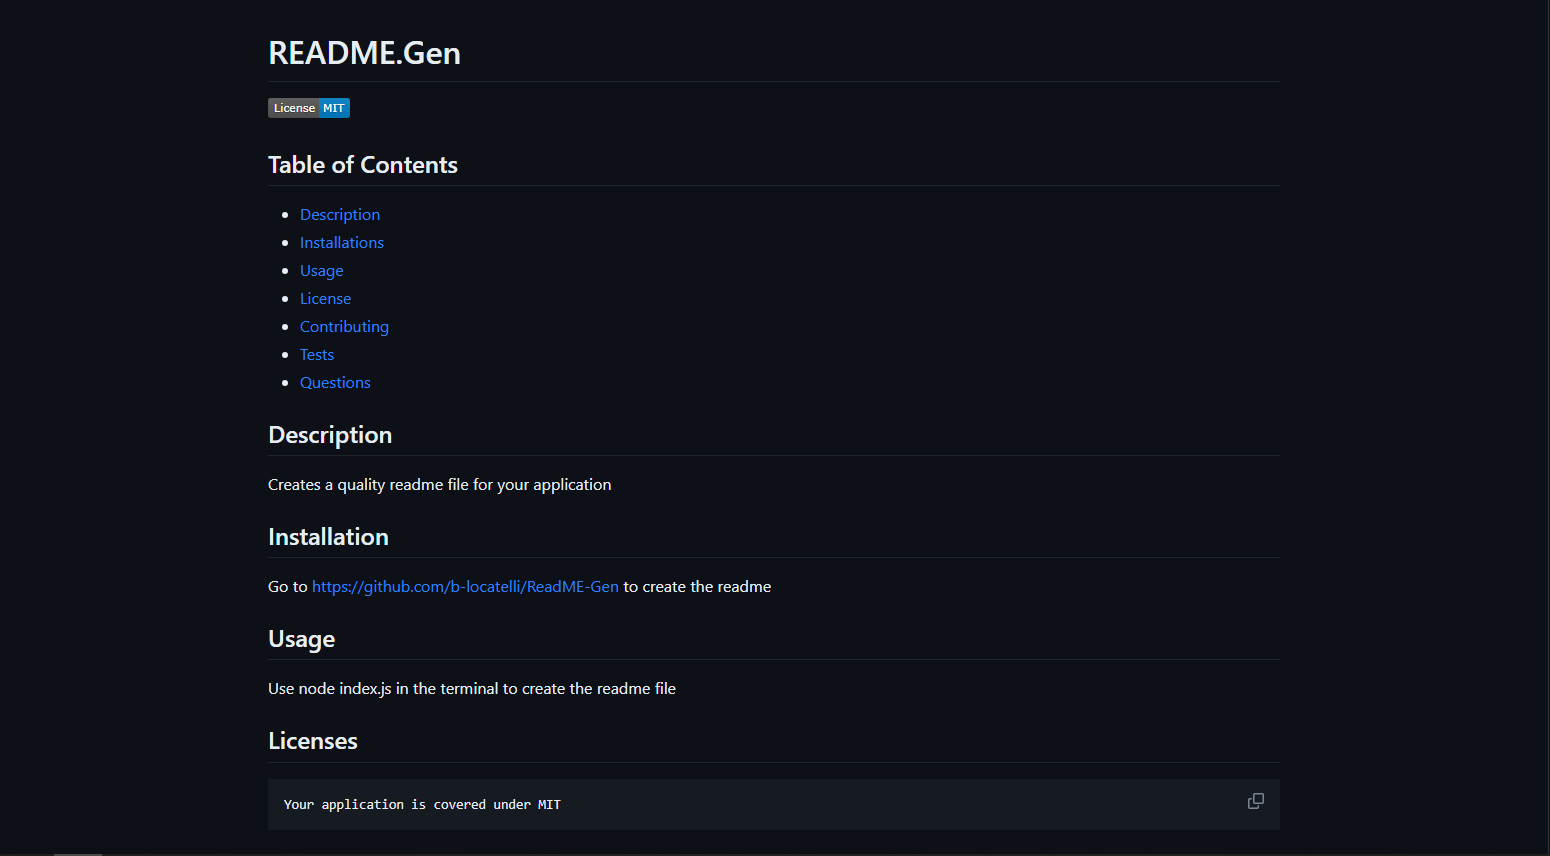 README.Gen
License MIT
Table of Contents
Description
Installations
Usage
License
Contributing
Tests
Questions
Description
Creates a quality readme file for your application
Installation
Go to https://github.com/b-locatelli/ReadME-Gen to create the readme
Usage
Use node index.js in the terminal to create the readme file
Licenses
Your application is covered under MIT